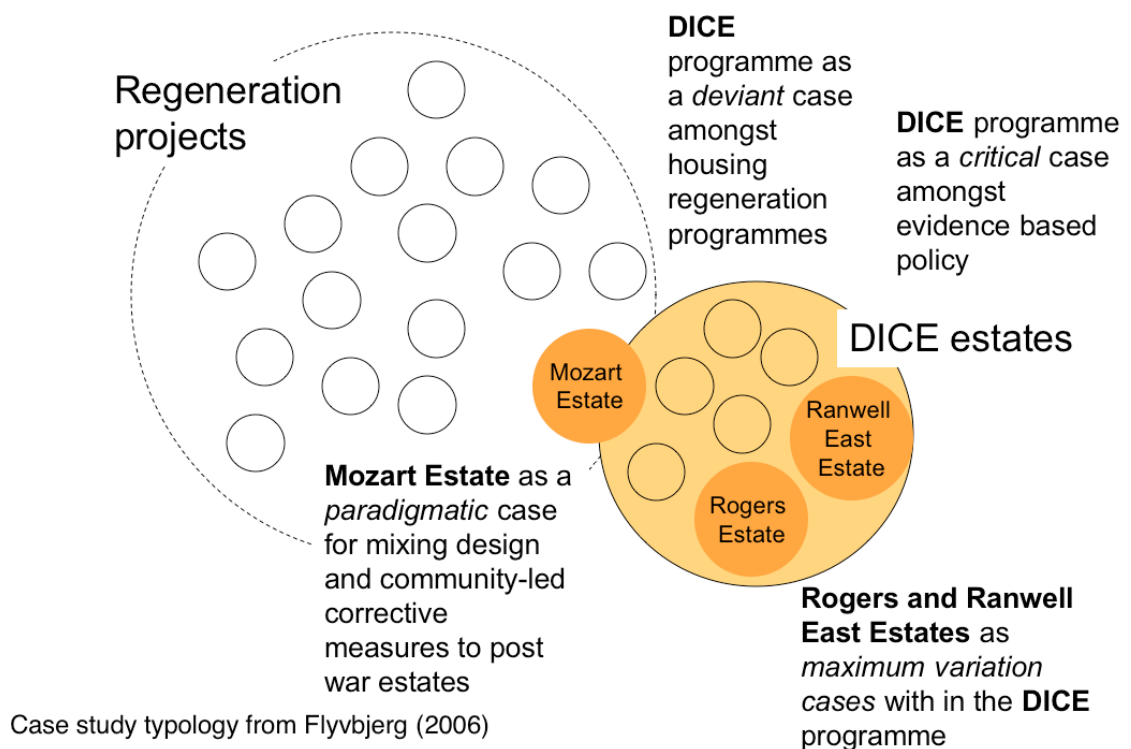 Regeneration
projects
DICE
programme as
a deviant case
amongst
housing
regeneration
programmes
DICE programme
as a critical case
amongst
evidence based
policy
DICE estates
Mozart
Estate
Ranwell
East
Estate
Rogers
Estate
Mozart Estate as a
paradigmatic case
for mixing design
and community-led
corrective
measures to post
war estates
Rogers and Ranwell
East Estates as
maximum variation
cases with in the DICE
programme
Case study typology from Flyvbjerg (2006)